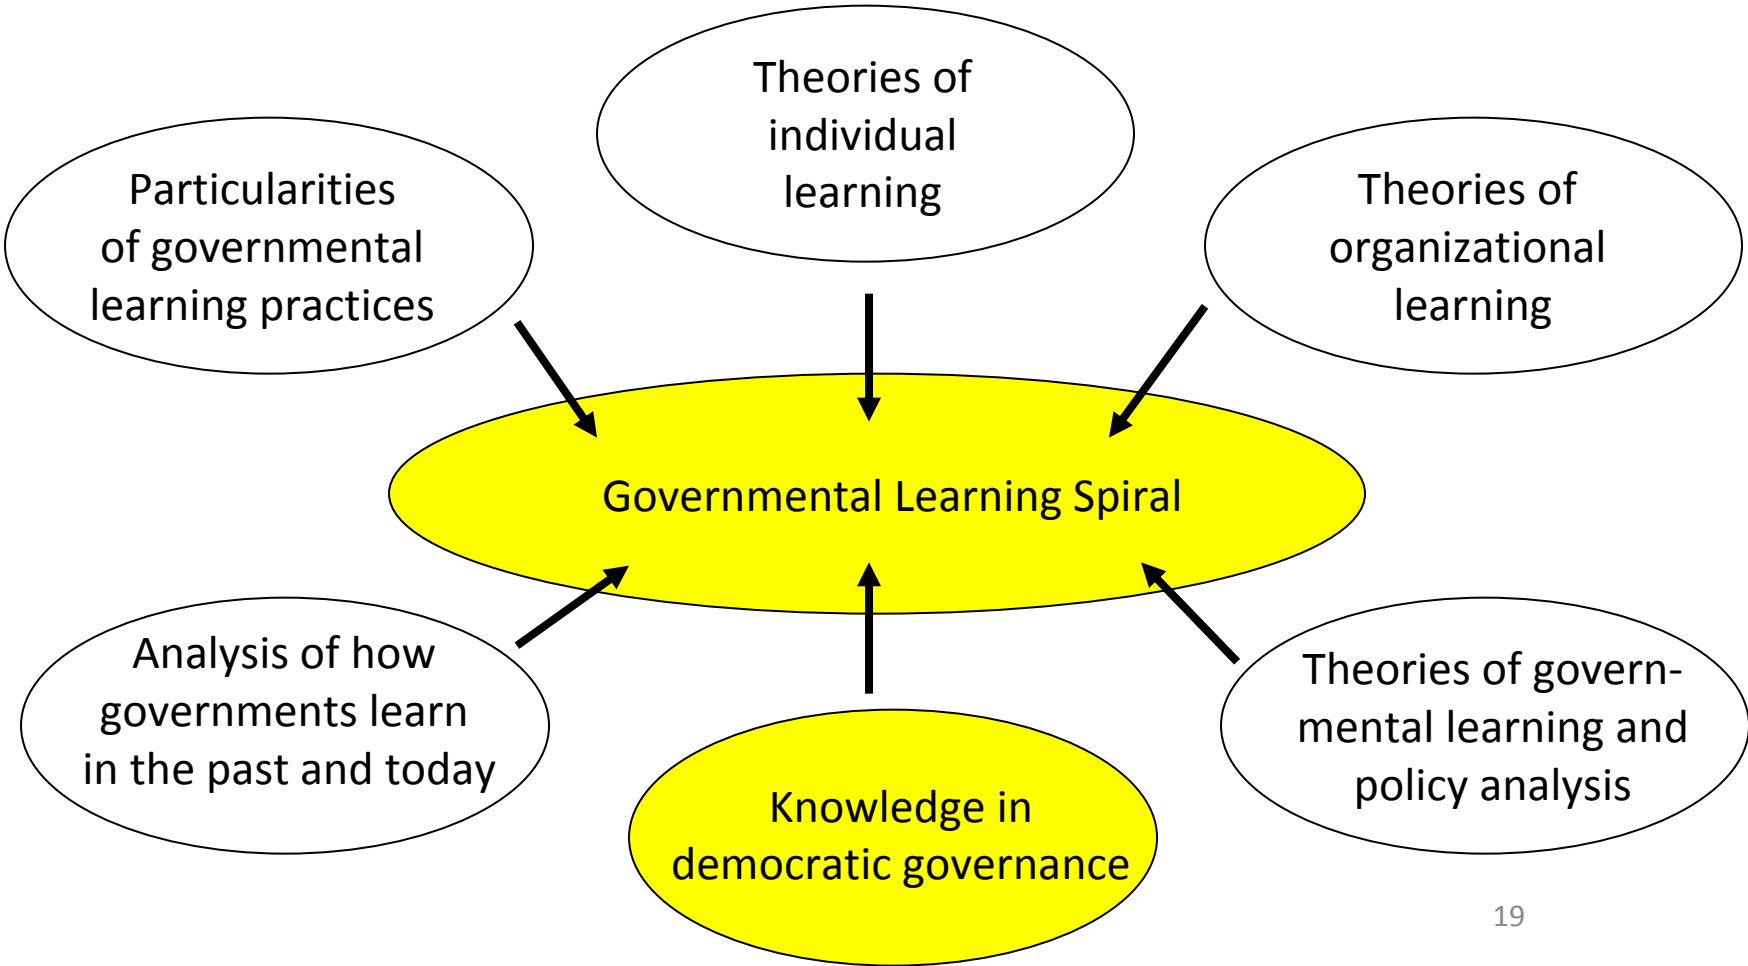 Theories of
individual
learning
Particularities
of governmental
learning practices
Theories of
organizational
learning
Governmental Learning Spiral
Analysis of how
governments learn
in the past and today
Knowledge in
democratic governance
Theories of govern-
mental learning and
policy analysis
19